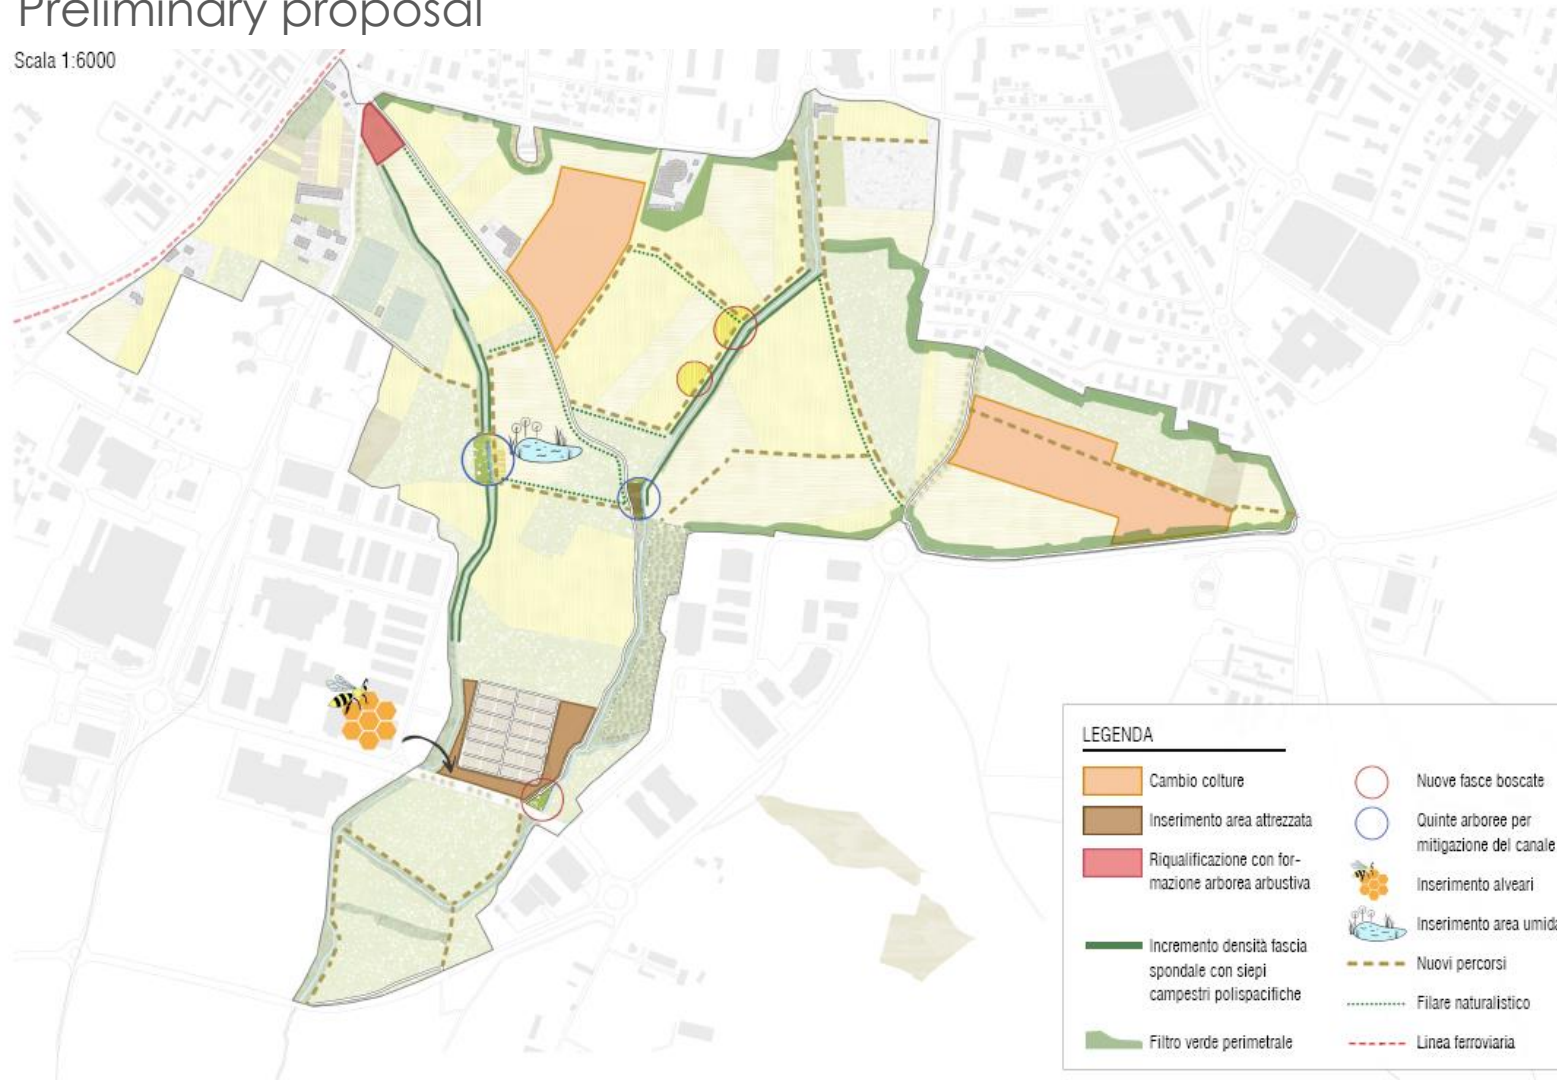 Preliminary proposal
Scala 1:6000
LEGENDA
Cambio colture
Inserimento area attrezzata
Riqualificazione con for-
mazione arborea arbustiva
Incremento densità fascia
spondale con siepi
campestri polispacifiche
Filtro verde perimetrale
Nuove fasce boscate
Quinte arboree per
mitigazione del canale
Inserimento alveari
Inserimento area umida
Nuovi percorsi
Filare naturalistico
Linea ferroviaria